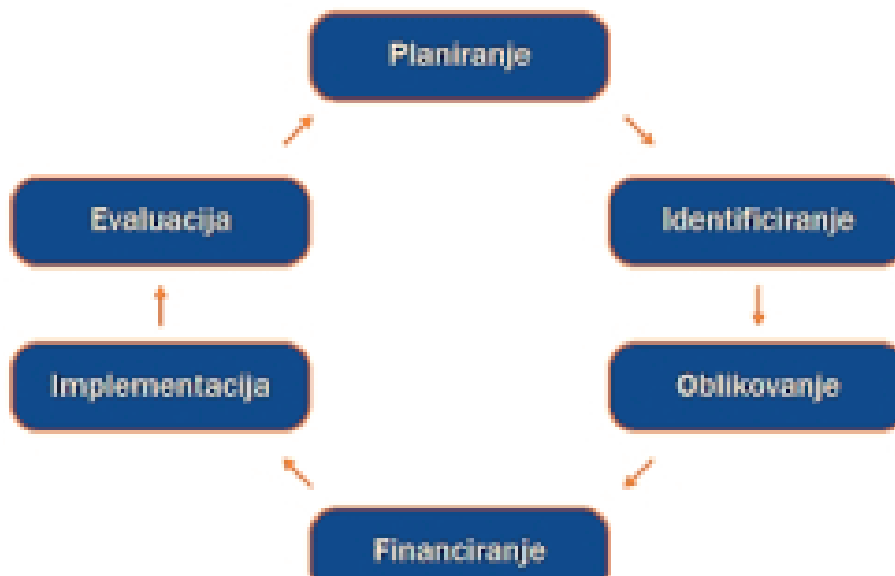 Planiranje
Identificiranje
Oblikovanje
Financiranje
Implementacija
Evaluacija